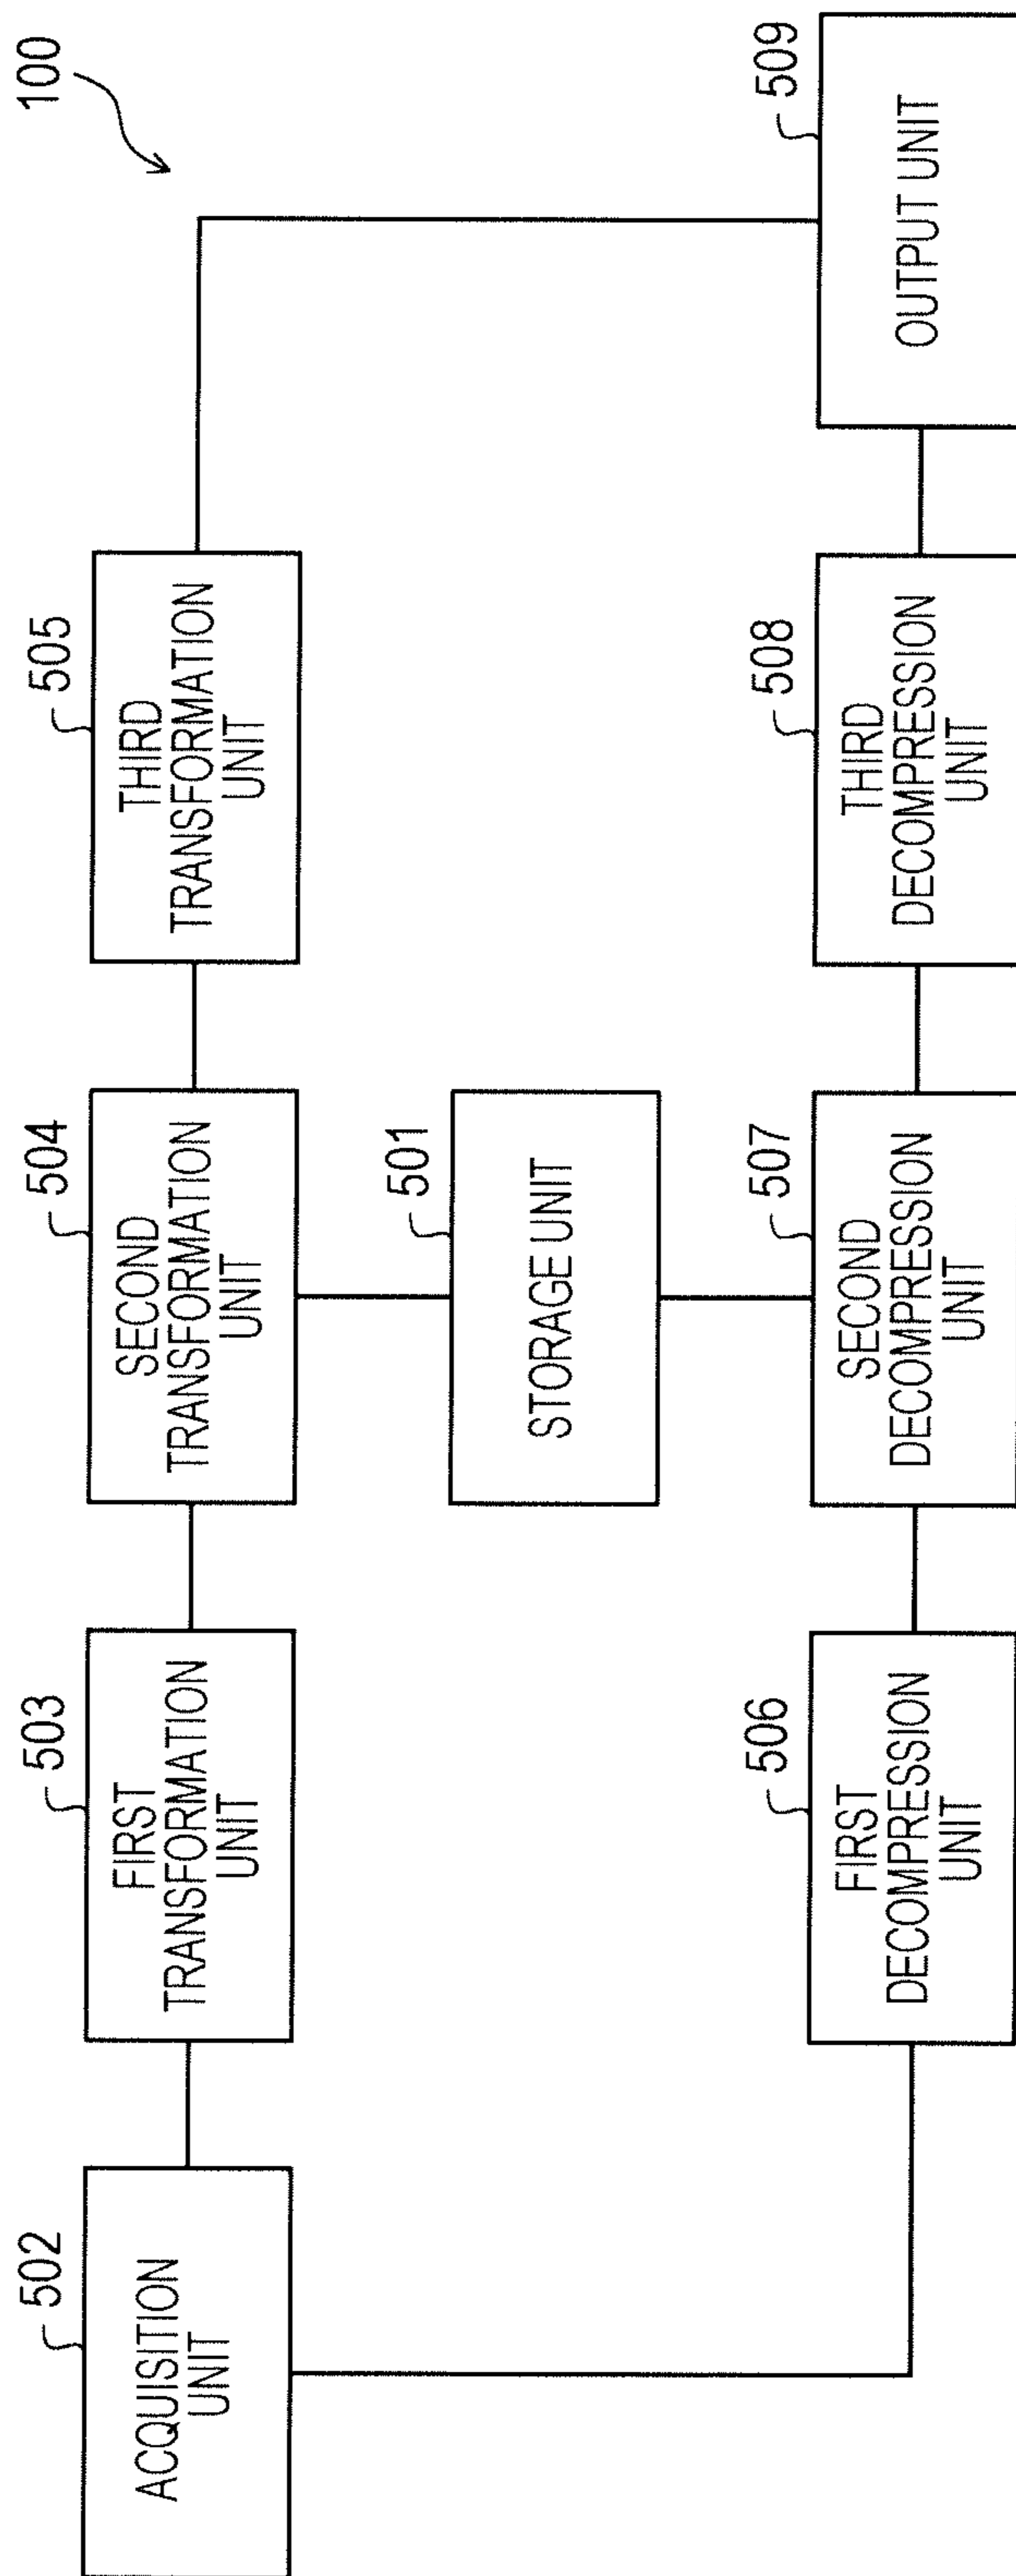 100
502
ACQUISITION
UNIT
503
FIRST
TRANSFORMATION
UNIT
504
SECOND
TRANSFORMATION
UNIT
505
THIRD
TRANSFORMATION
UNIT
501
STORAGE UNIT
506
FIRST
DECOMPRESSION
UNIT
507
SECOND
DECOMPRESSION
UNIT
508
THIRD
DECOMPRESSION
UNIT
509
OUTPUT UNIT